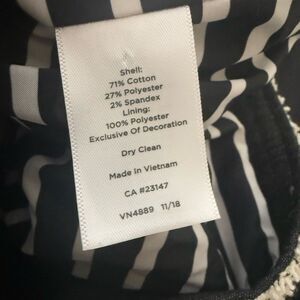 Shell:
71% Cotton
27% Polyester
2% Spandex
Lining:
100% Polyester
Exclusive Of Decoration
Dry Clean
Made in Vietnam
CA #23147
VN4889 11/18